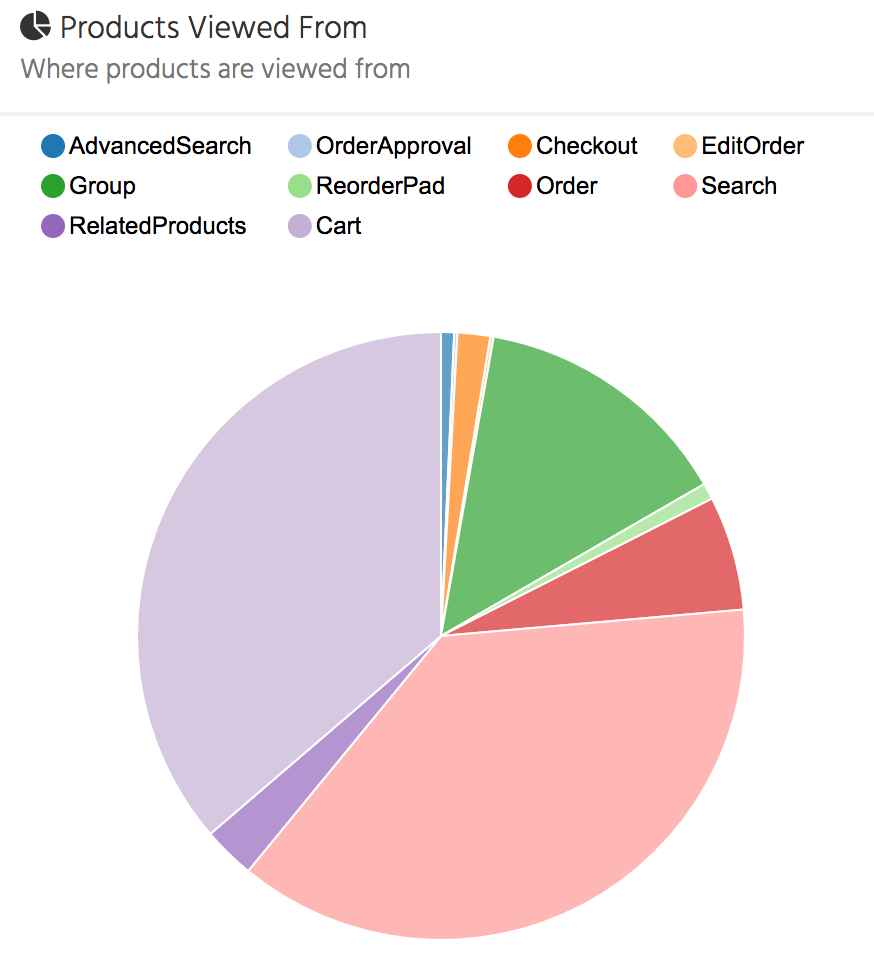 Products Viewed From
Where products are viewed from
AdvancedSearch OrderApproval Checkout EditOrder
Group ReorderPad Order Search
RelatedProducts Cart